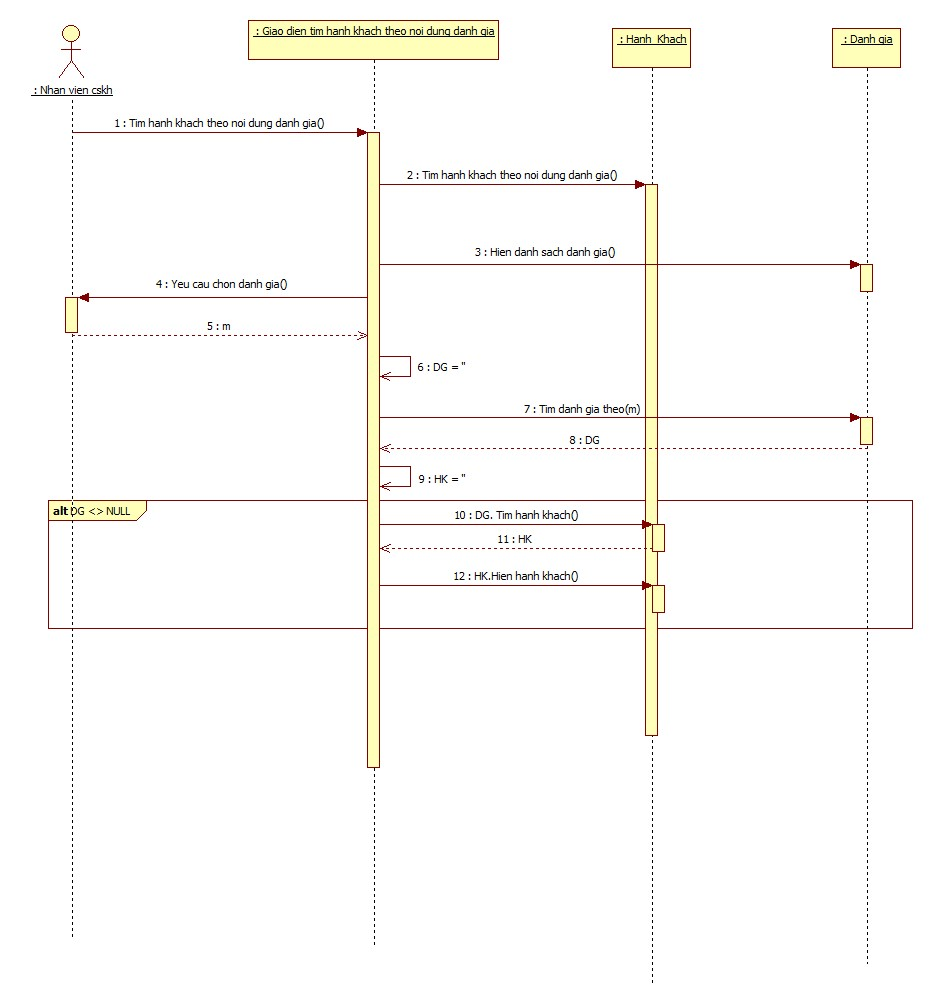 : Giao dien tim hanh khach theo noi dung danh gia
: Hanh_Khach
: Danh gia
: Nhan vien cskh
1 : Tim hanh khach theo noi dung danh gia()
2 : Tim hanh khach theo noi dung danh gia()
3 : Hien danh sach danh gia()
4 : Yeu cau chon danh gia()
5 : m
6 : DG = ''
7 : Tim danh gia theo(m)
8 : DG
9 : HK = ''
alt DG <> NULL
10 : DG. Tim hanh khach()
11 : HK
12 : HK.Hien hanh khach()